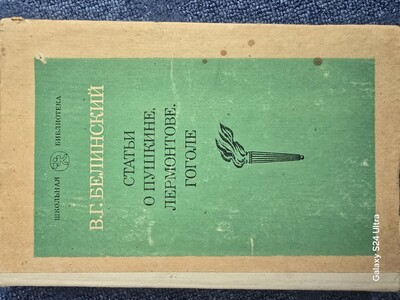 ШКОЛЬНАЯ БИБЛИОТЕКА
В.Г. БЕЛИНСКИЙ
СТАТЬИ
О ПУШКИНЕ,
ЛЕРМОНТОВЕ,
ГОГОЛЕ
Galaxy S24 Ultra